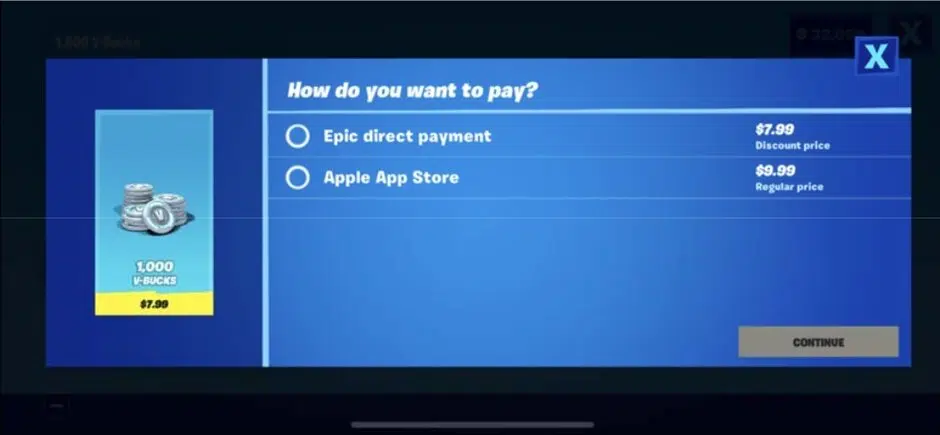 1,000 V-Bucks
X
How do you want to pay?
Epic direct payment
$7.99
Discount price
Apple App Store
$9.99
Regular price
V
1,000
V-BUCKS
$7.99
CONTINUE